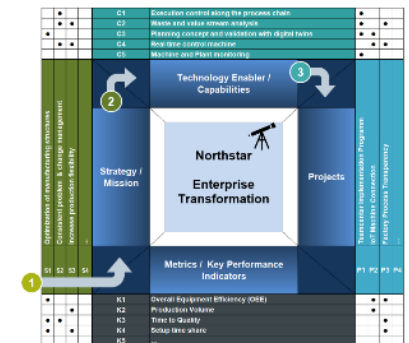 C1 Execution control along the process chain
C2 Waste and value stream analysis
C3 Planning concept and validation with digital twins
C4 Real-time control machine
C5 Machine and Plant monitoring
Technology Enabler /
Capabilities
3
2
Optimization of manufacturing structures
Consistent problem & change management
Increase production flexibility
...
Strategy /
Mission
Northstar
Enterprise
Transformation
Projects
Teamcenter Implementation Programm
IoT Machine Connection
Factory Process Transparency
...
S1 S2 S3 S4
P1 P2 P3 P4
1
Metrics / Key Performance
Indicators
K1 Overall Equipment Efficiency (OEE)
K2 Production Volume
K3 Time to Quality
K4 Setup time share
K5 ...